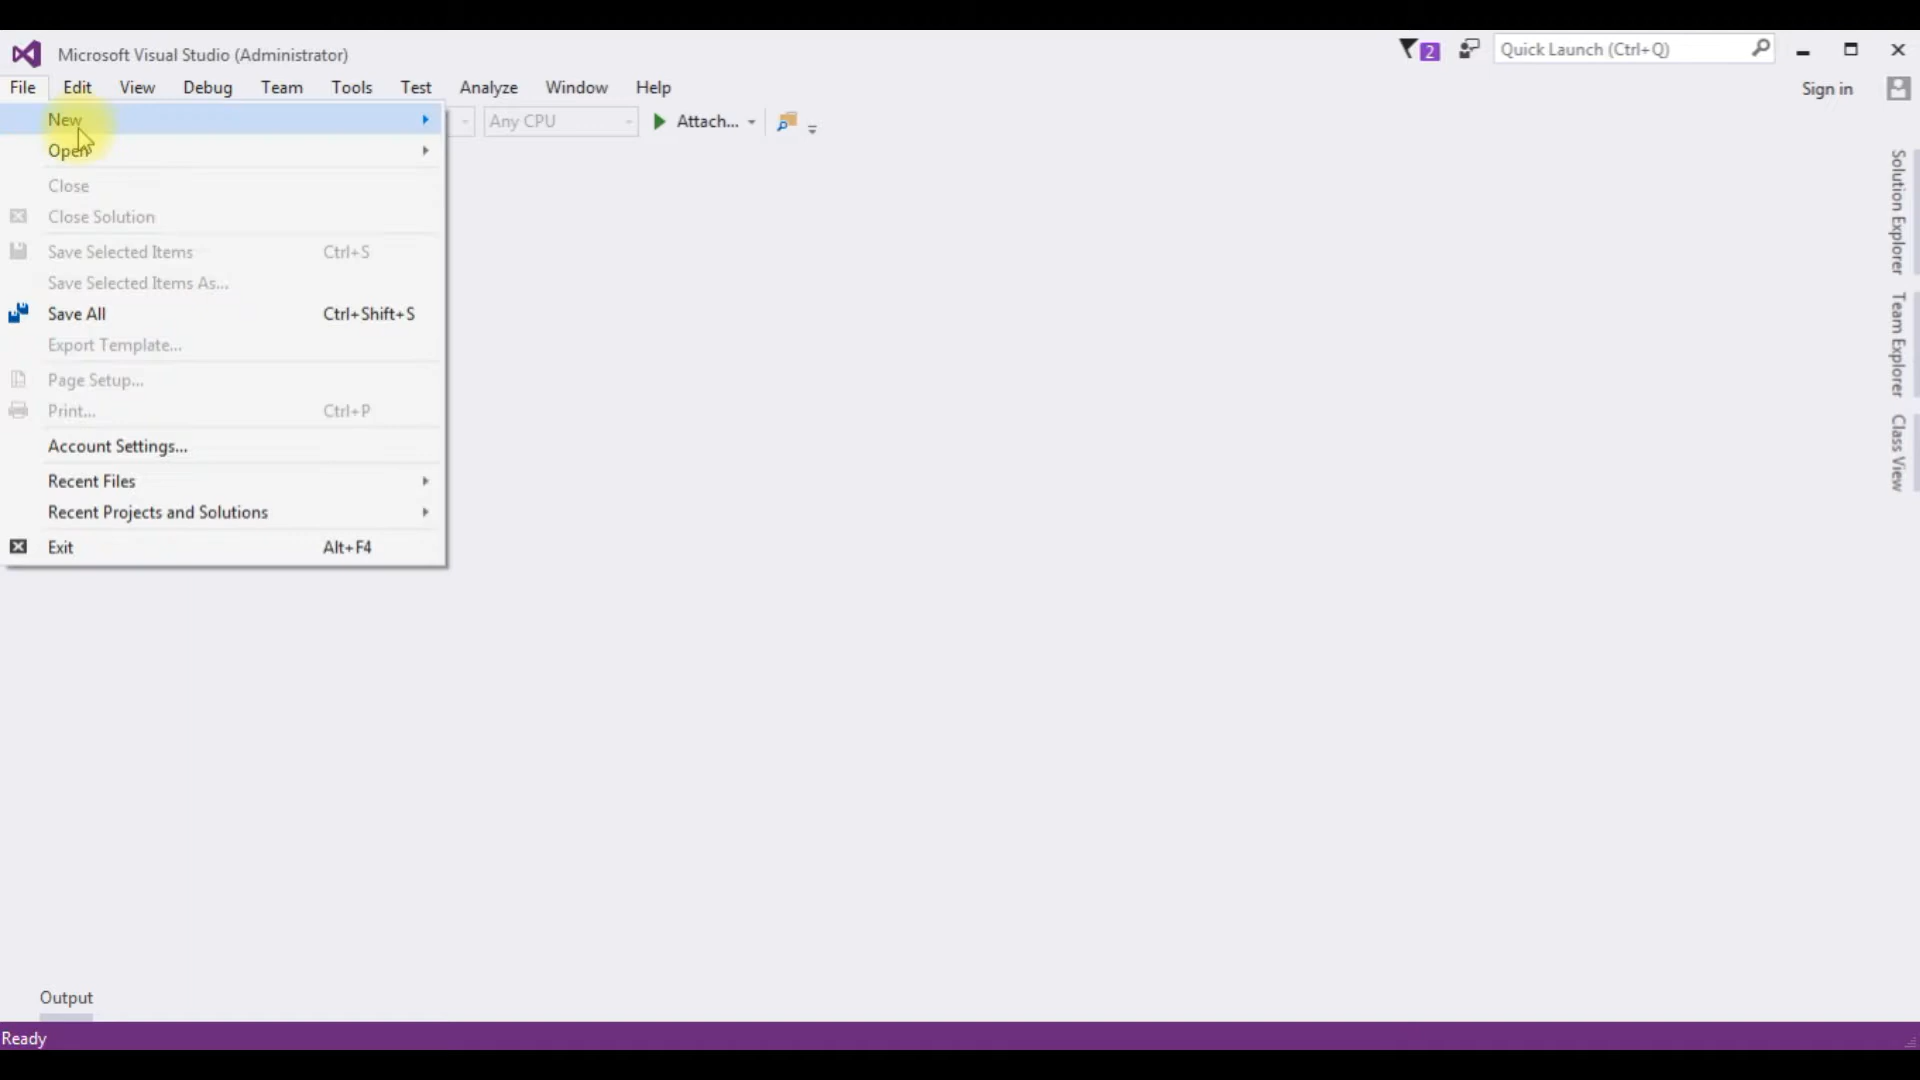 Microsoft Visual Studio (Administrator)
2
Quick Launch (Ctrl+Q)
File Edit View Debug Team Tools Test Analyze Window Help
Sign in
New
Any CPU
Attach...
Open
Close
Close Solution
Save Selected Items Ctrl+S
Save Selected Items As...
Save All Ctrl+Shift+S
Export Template...
Page Setup...
Print... Ctrl+P
Account Settings...
Recent Files
Recent Projects and Solutions
Exit Alt+F4
Solution Explorer
Team Explorer
Class View
Output
Ready